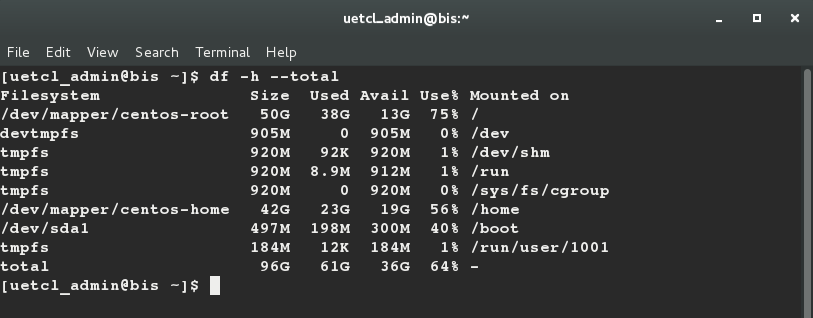 uetcl_admin@bis:~
File Edit View Search Terminal Help
[uetcl_admin@bis ~]$ df -h --total
Filesystem Size Used Avail Use% Mounted on
/dev/mapper/centos-root 50G 38G 13G 75% /
devtmpfs 905M 0 905M 0% /dev
tmpfs 920M 92K 920M 1% /dev/shm
tmpfs 920M 8.9M 912M 1% /run
tmpfs 920M 0 920M 0% /sys/fs/cgroup
/dev/mapper/centos-home 42G 23G 19G 56% /home
/dev/sda1 497M 198M 300M 40% /boot
tmpfs 184M 12K 184M 1% /run/user/1001
total 96G 61G 36G 64% -
[uetcl_admin@bis ~]$